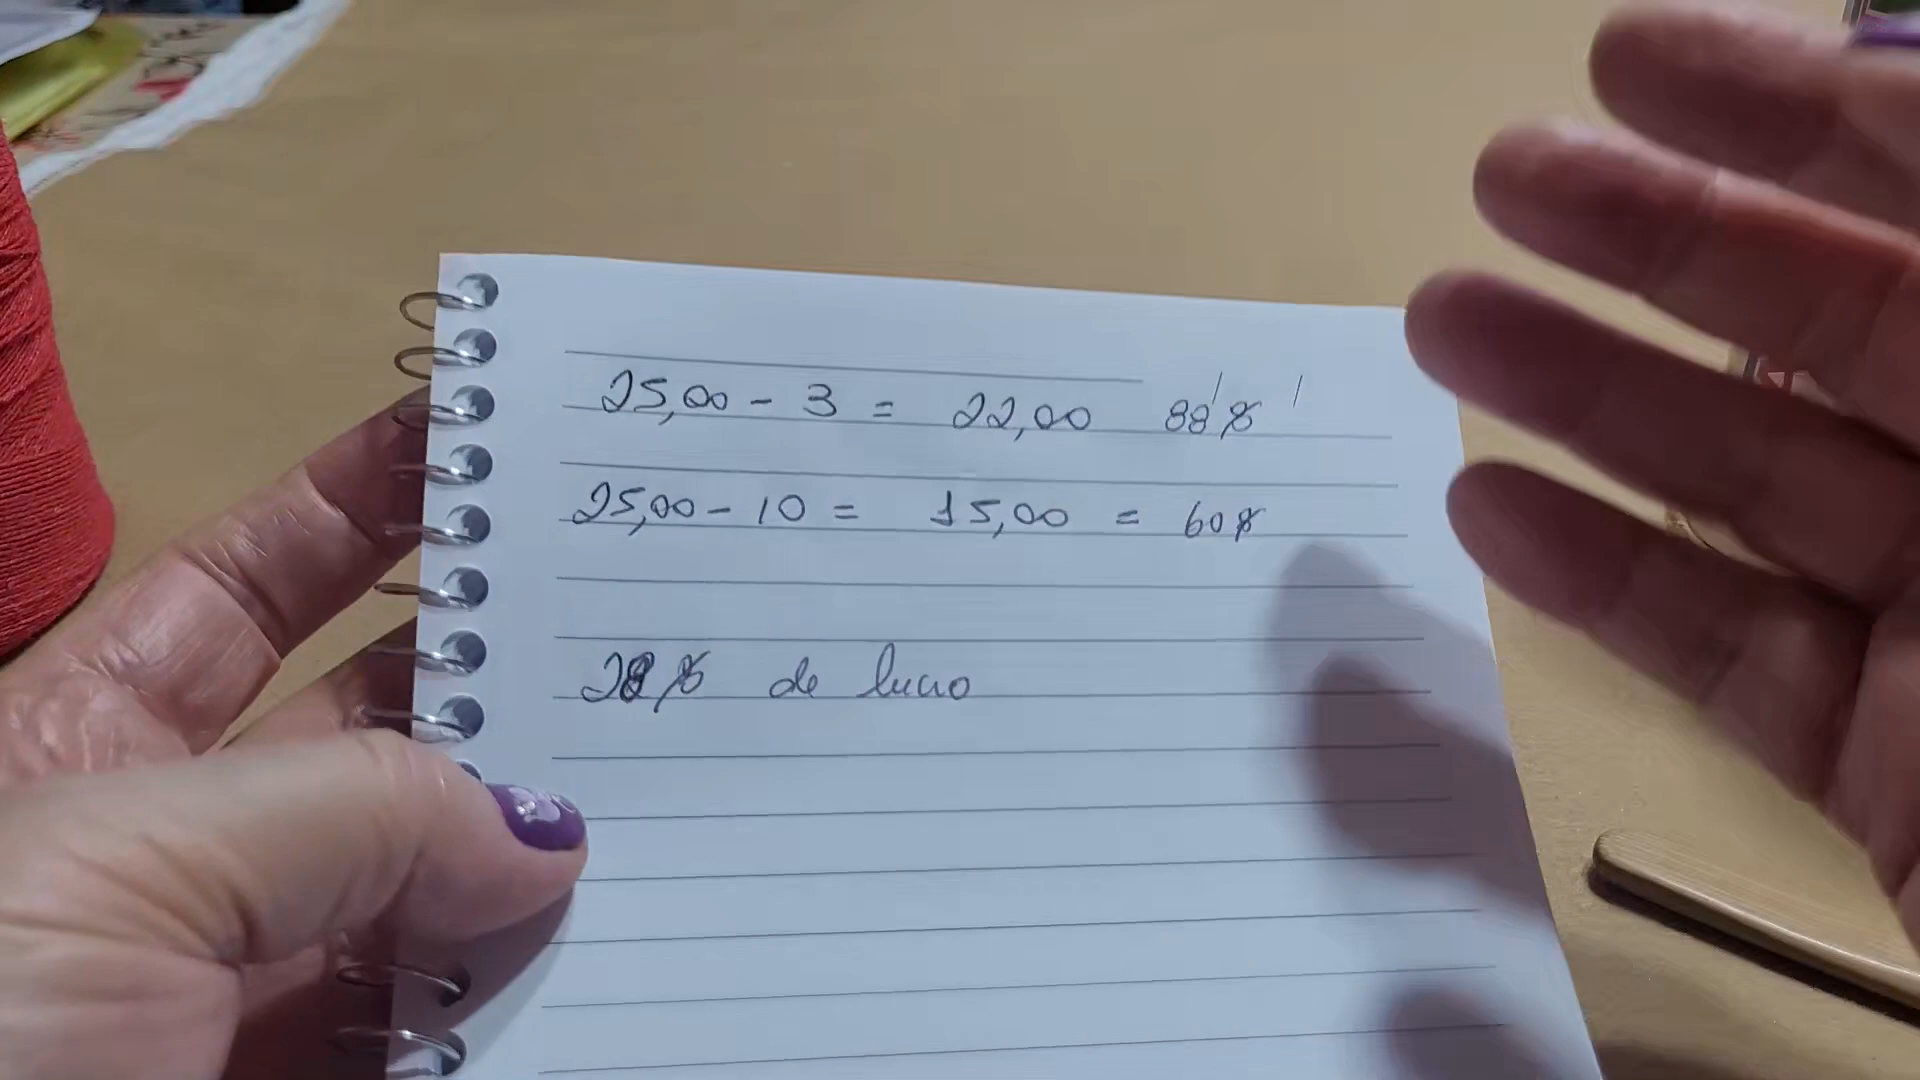 25,00 - 3 = 22,00 88%
25,00 - 10 = 15,00 = 60%
28% de lucro